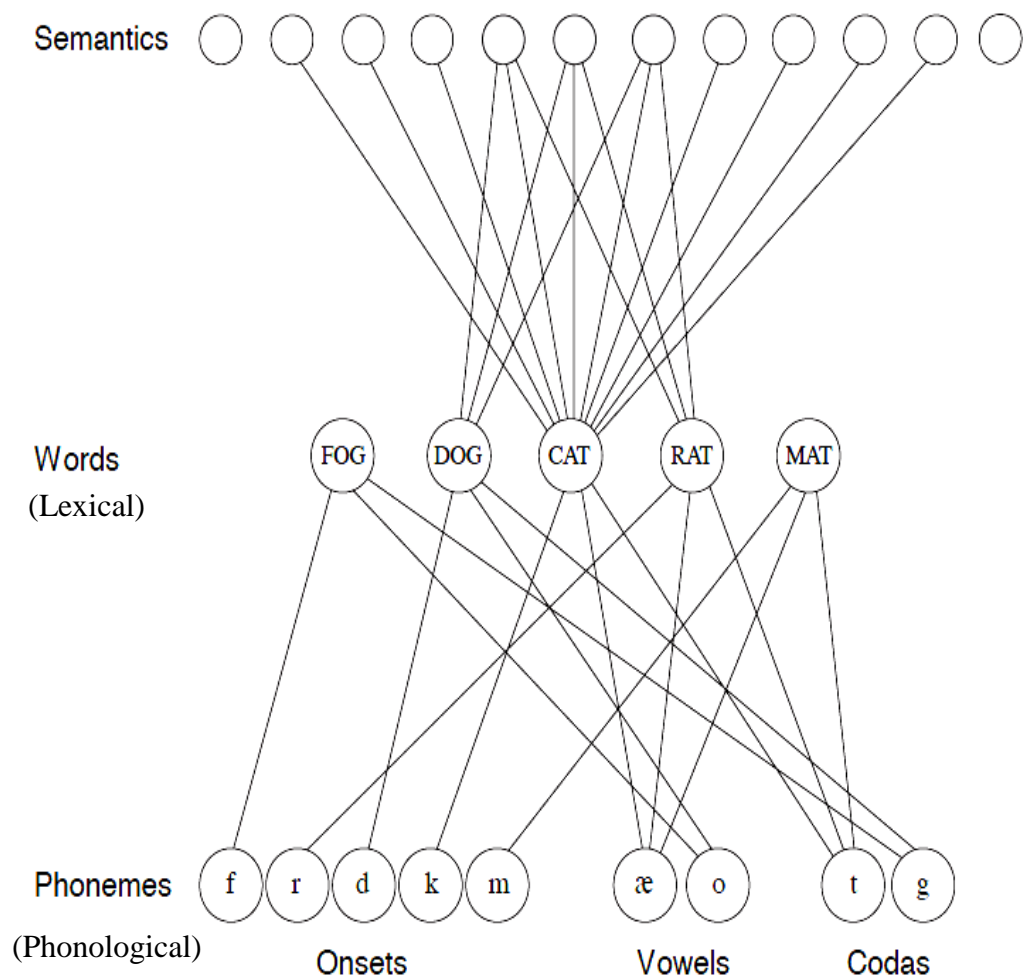 Semantics
Words FOG DOG CAT RAT MAT
(Lexical)
Phonemes f r d k m æ o t g
(Phonological)
Onsets Vowels Codas